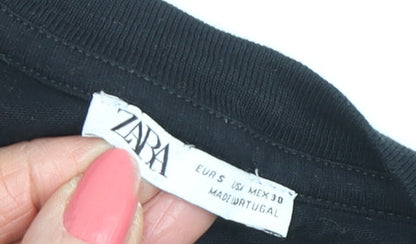 ZARA
EUR S USA S MEX 30
MADE IN PORTUGAL